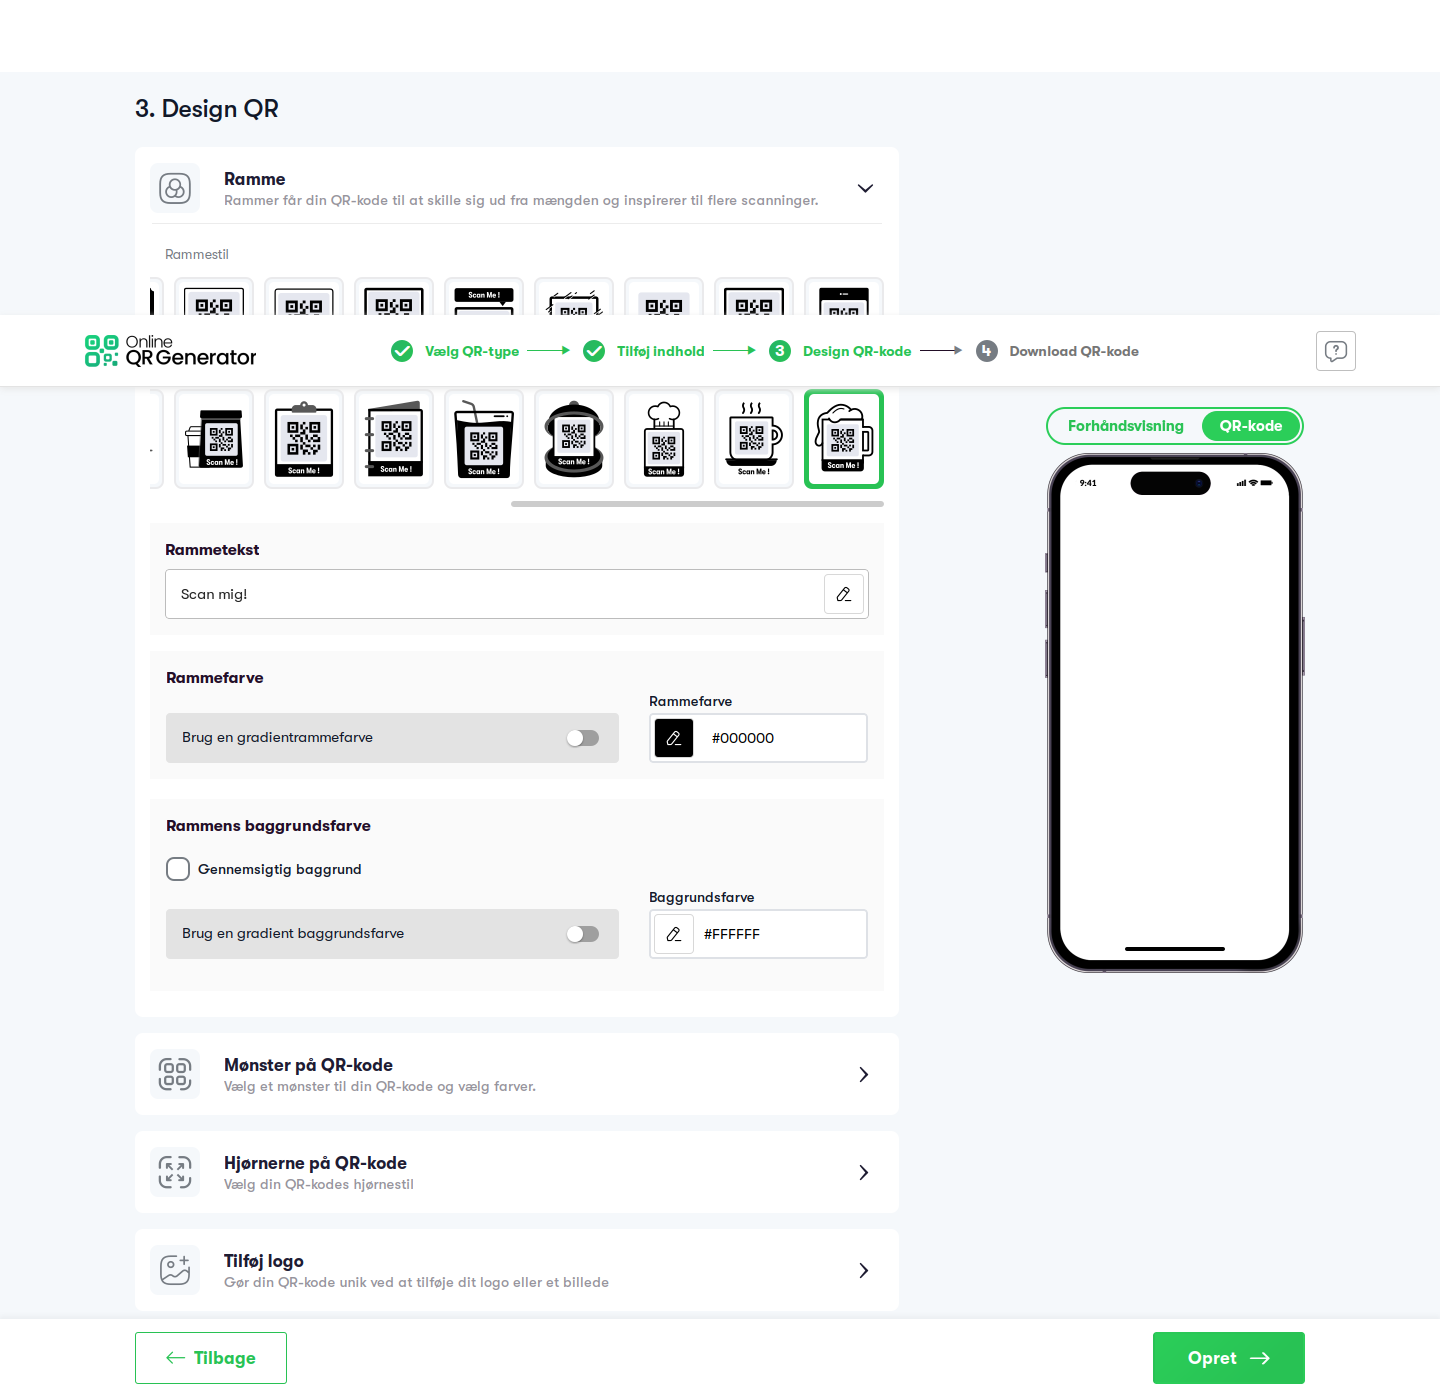 3. Design QR
Ramme
Rammer får din QR-kode til at skille sig ud fra mængden og inspirerer til flere scanninger.
Rammestil
Scan Me !
Online
QR Generator
Vælg QR-type
Tilføj indhold
3
Design QR-kode
4
Download QR-kode
Scan Me !
Scan Me !
Scan Me !
Scan Me !
Scan Me !
Scan Me !
Scan Me !
Scan Me !
Forhåndsvisning
QR-kode
9:41
Rammetekst
Scan mig!
Rammefarve
Rammefarve
Brug en gradientrammefarve
#000000
Rammens baggrundsfarve
Gennemsigtig baggrund
Baggrundsfarve
Brug en gradient baggrundsfarve
#FFFFFF
Mønster på QR-kode
Vælg et mønster til din QR-kode og vælg farver.
Hjørnerne på QR-kode
Vælg din QR-kodes hjørnestil
Tilføj logo
Gør din QR-kode unik ved at tilføje dit logo eller et billede
Tilbage
Opret